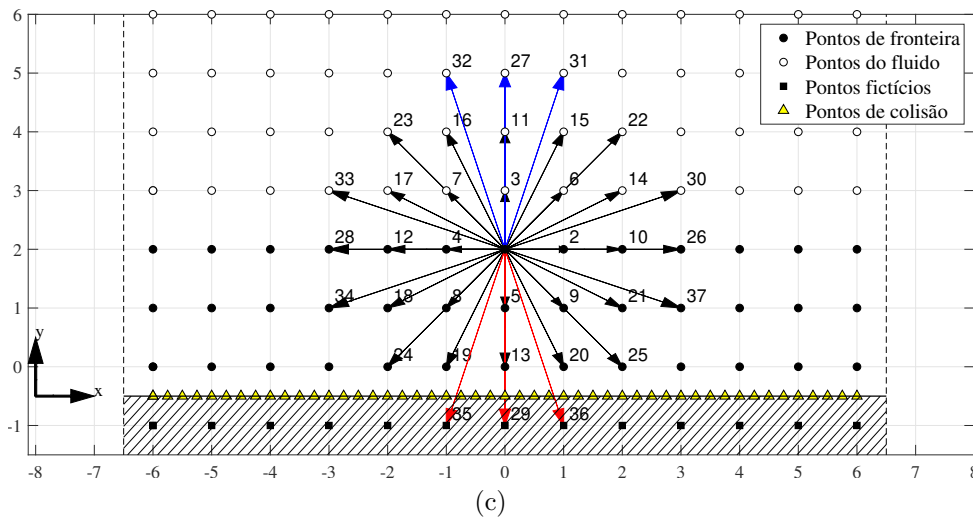 6
Pontos de fronteira
Pontos do fluido
Pontos fictícios
Pontos de colisão
5
32 27 31
4
23 16 11 15 22
3
33 17 7 3 6 14 30
2
28 12 4 2 10 26
1
34 18 8 5 9 21 37
y
0
24 19 13 20 25
x
-1
35 29 36
-8 -7 -6 -5 -4 -3 -2 -1 0 1 2 3 4 5 6 7 8
(c)